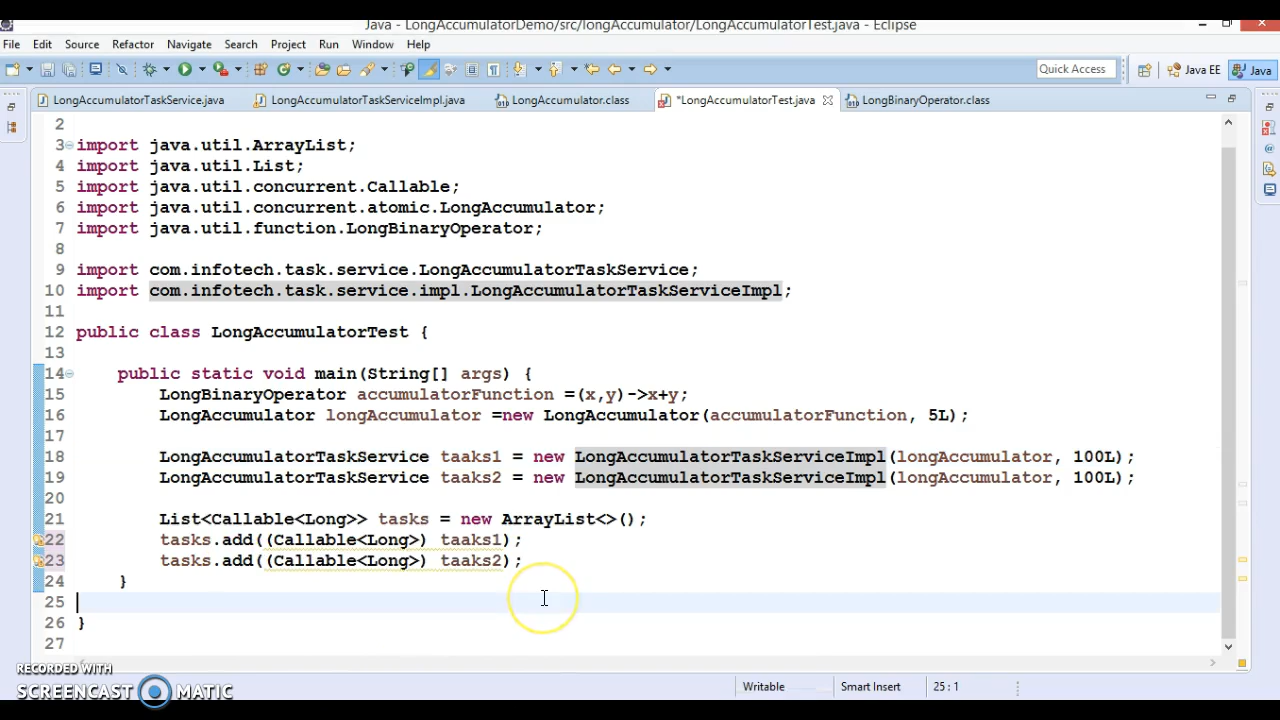 Java - LongAccumulatorDemo/src/longAccumulator/LongAccumulatorTest.java - Eclipse
File Edit Source Refactor Navigate Search Project Run Window Help
Quick Access Java EE Java
LongAccumulatorTaskService.java LongAccumulatorTaskServiceImpl.java LongAccumulator.class *LongAccumulatorTest.java LongBinaryOperator.class
2
3 import java.util.ArrayList;
4 import java.util.List;
5 import java.util.concurrent.Callable;
6 import java.util.concurrent.atomic.LongAccumulator;
7 import java.util.function.LongBinaryOperator;
8
9 import com.infotech.task.service.LongAccumulatorTaskService;
10 import com.infotech.task.service.impl.LongAccumulatorTaskServiceImpl;
11
12 public class LongAccumulatorTest {
13
14 public static void main(String[] args) {
15 LongBinaryOperator accumulatorFunction =(x,y)->x+y;
16 LongAccumulator longAccumulator =new LongAccumulator(accumulatorFunction, 5L);
17
18 LongAccumulatorTaskService taaks1 = new LongAccumulatorTaskServiceImpl(longAccumulator, 100L);
19 LongAccumulatorTaskService taaks2 = new LongAccumulatorTaskServiceImpl(longAccumulator, 100L);
20
21 List<Callable<Long>> tasks = new ArrayList<>();
22 tasks.add((Callable<Long>) taaks1);
23 tasks.add((Callable<Long>) taaks2);
24 }
25
26 }
27
RECORDED WITH
SCREENCAST MATIC
Writable Smart Insert 25 : 1